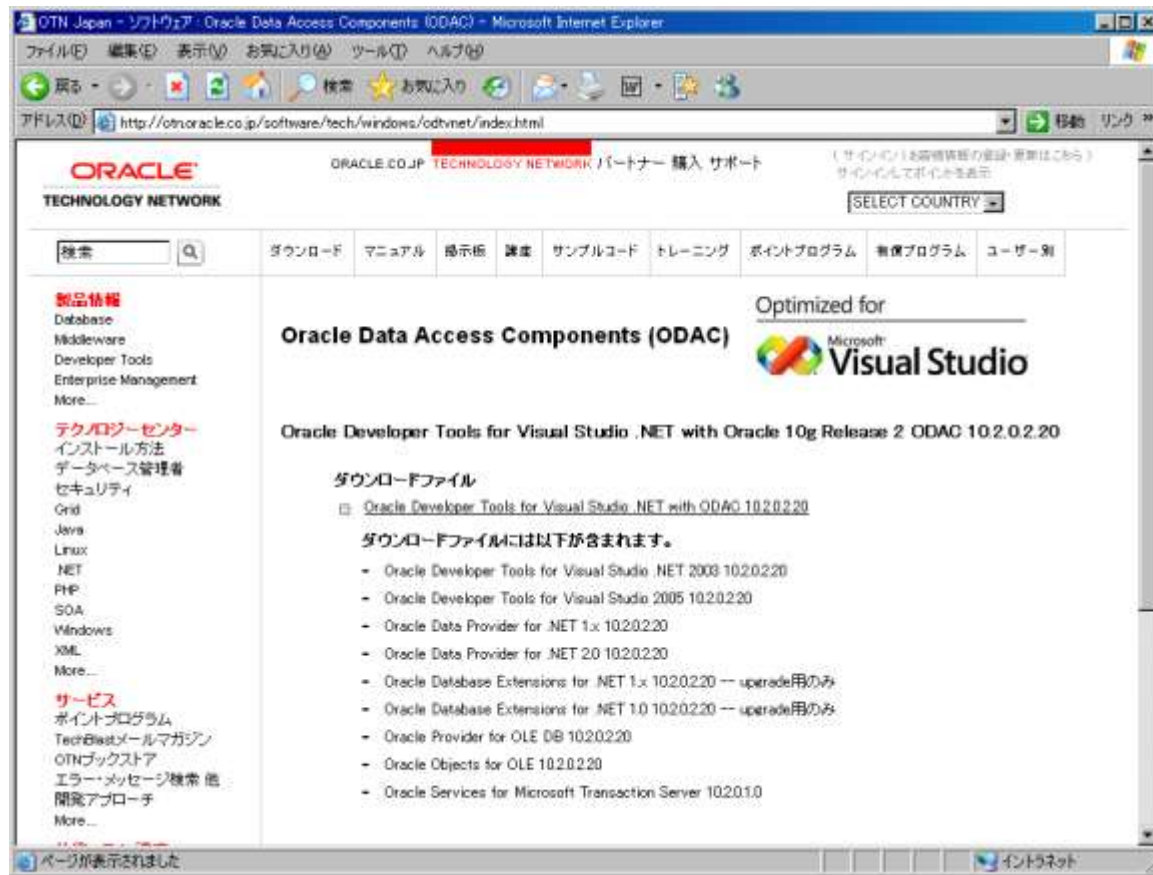 OTN Japan - ソフトウェア : Oracle Data Access Components (ODAC) - Microsoft Internet Explorer
ファイル(F) 編集(E) 表示(V) お気に入り(A) ツール(T) ヘルプ(H)
戻る 検索 お気に入り
アドレス(D) http://otn.oracle.co.jp/software/tech/windows/odtvnet/index.html 移動 リンク »
ORACLE
TECHNOLOGY NETWORK
ORACLE.CO.JP TECHNOLOGY NETWORK パートナー 購入 サポート
SELECT COUNTRY
検索
ダウンロード マニュアル 掲示板 講座 サンプルコード トレーニング ポイントプログラム 有償プログラム ユーザー別
製品情報
Database
Middleware
Developer Tools
Enterprise Management
More...
テクノロジーセンター
インストール方法
データベース管理者
セキュリティ
Grid
Java
Linux
.NET
PHP
SOA
Windows
XML
More...
サービス
ポイントプログラム
TechBlastメールマガジン
OTNブックストア
エラー・メッセージ検索 他
開発アプローチ
More...
Oracle Data Access Components (ODAC)
Optimized for
Microsoft
Visual Studio
Oracle Developer Tools for Visual Studio .NET with Oracle 10g Release 2 ODAC 10.2.0.2.20
ダウンロードファイル
Oracle Developer Tools for Visual Studio .NET with ODAC 10.2.0.2.20
ダウンロードファイルには以下が含まれます。
- Oracle Developer Tools for Visual Studio .NET 2003 10.2.0.2.20
- Oracle Developer Tools for Visual Studio 2005 10.2.0.2.20
- Oracle Data Provider for .NET 1.x 10.2.0.2.20
- Oracle Data Provider for .NET 2.0 10.2.0.2.20
- Oracle Database Extensions for .NET 1.x 10.2.0.2.20 -- upgrade用のみ
- Oracle Database Extensions for .NET 1.0 10.2.0.2.20 -- upgrade用のみ
- Oracle Provider for OLE DB 10.2.0.2.20
- Oracle Objects for OLE 10.2.0.2.20
- Oracle Services for Microsoft Transaction Server 10.2.0.1.0
ページが表示されました
イントラネット